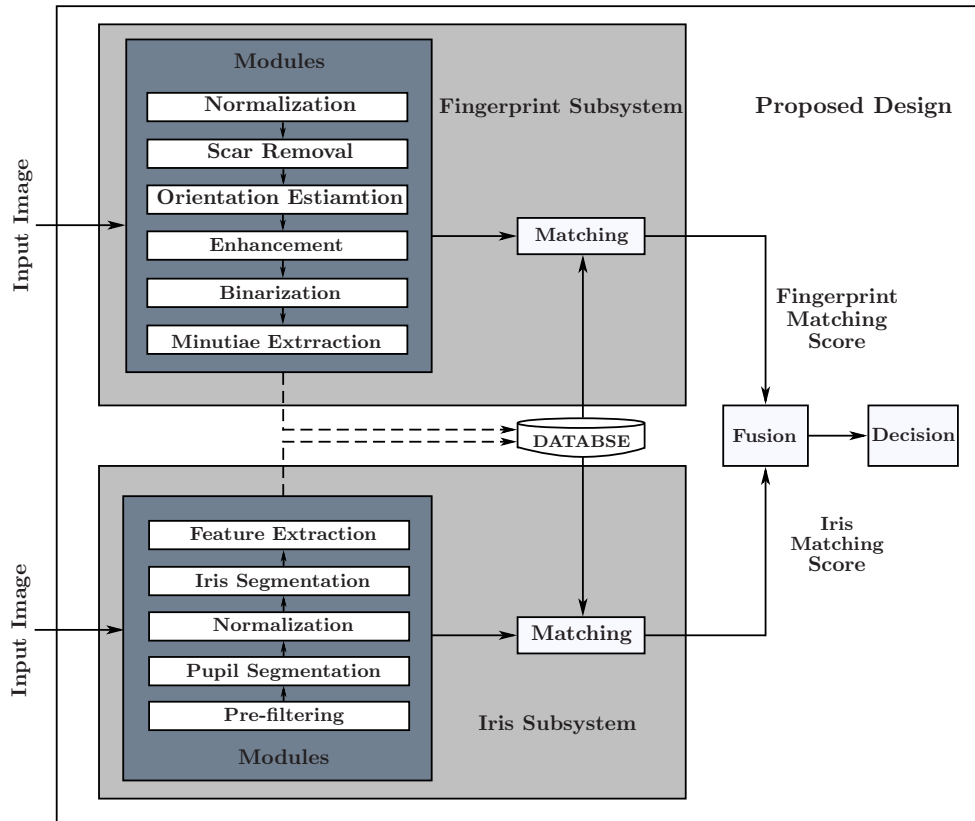 Modules
Normalization
Scar Removal
Orientation Estiamtion
Enhancement
Binarization
Minutiae Extrraction
Fingerprint Subsystem
Proposed Design
Input Image
Matching
Fingerprint
Matching
Score
DATABSE
Fusion
Decision
Feature Extraction
Iris Segmentation
Normalization
Pupil Segmentation
Pre-filtering
Modules
Input Image
Matching
Iris
Matching
Score
Iris Subsystem